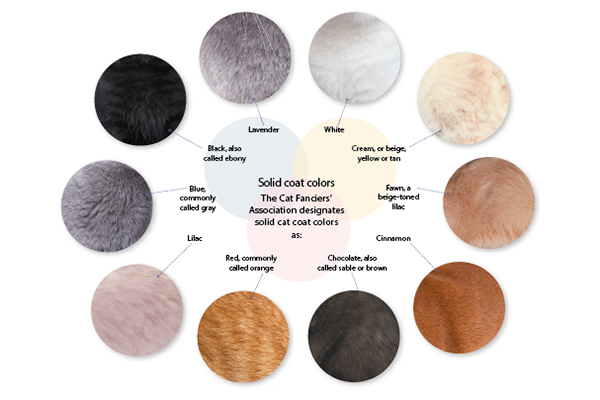 Lavender
White
Black, also
called ebony
Cream, or beige,
yellow or tan
Solid coat colors
The Cat Fanciers'
Association designates
solid cat coat colors
as:
Blue,
commonly
called gray
Fawn, a
beige-toned
lilac
Lilac
Cinnamon
Red, commonly
called orange
Chocolate, also
called sable or brown